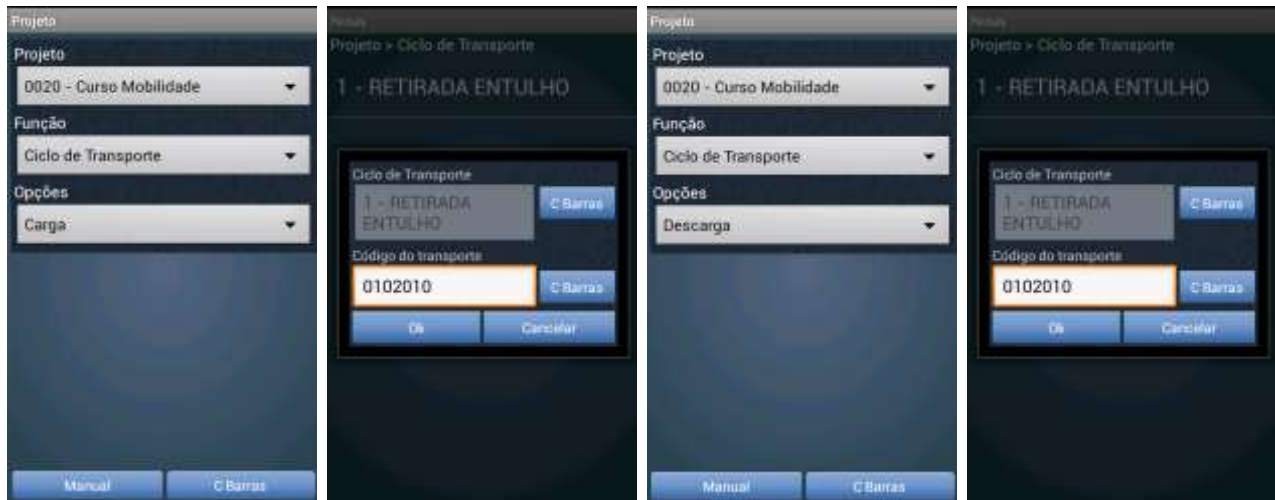 Projeto
Projeto
0020 - Curso Mobilidade
Função
Ciclo de Transporte
Opções
Carga
Manual
C Barras
Projeto > Ciclo de Transporte
1 - RETIRADA ENTULHO
Ciclo de Transporte
1 - RETIRADA
ENTULHO
C Barras
Código do transporte
0102010
C Barras
Ok
Cancelar
Projeto
Projeto
0020 - Curso Mobilidade
Função
Ciclo de Transporte
Opções
Descarga
Manual
C Barras
Projeto > Ciclo de Transporte
1 - RETIRADA ENTULHO
Ciclo de Transporte
1 - RETIRADA
ENTULHO
C Barras
Código do transporte
0102010
C Barras
Ok
Cancelar